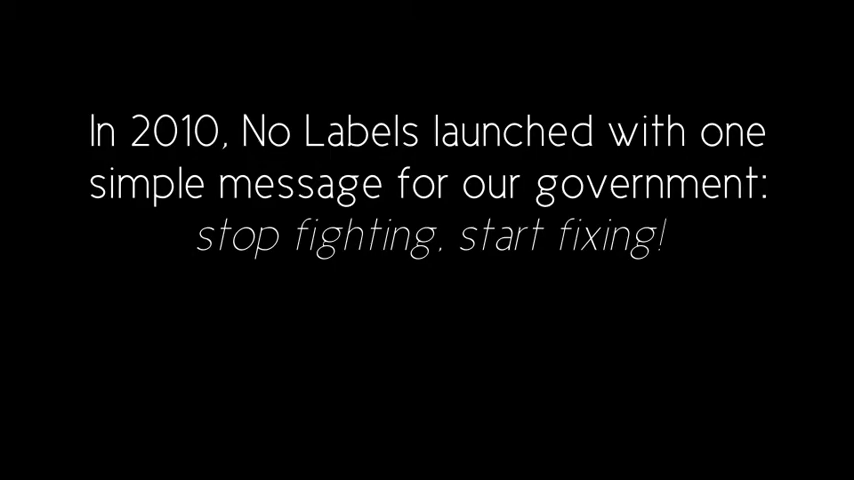 In 2010, No Labels launched with one
simple message for our government:
stop fighting, start fixing!